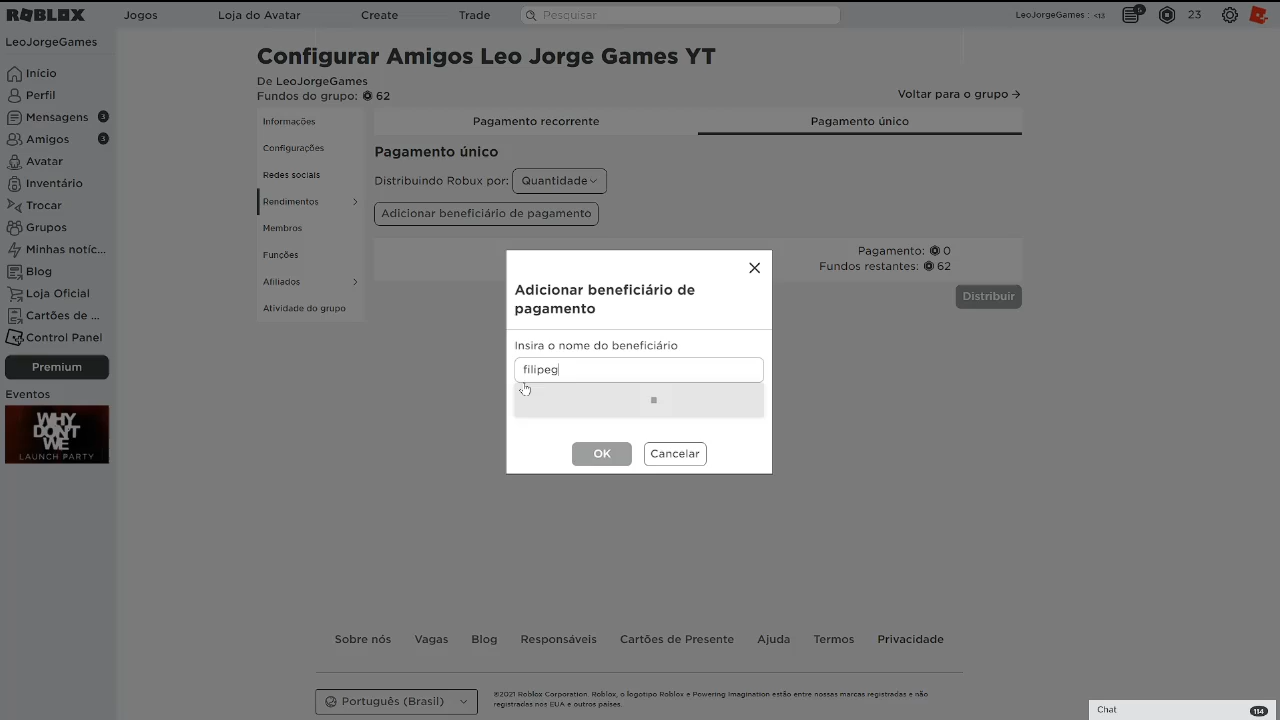 ROBLOX
Jogos
Loja do Avatar
Create
Trade
Pesquisar
LeoJorgeGames : <13
5
23
LeoJorgeGames
Início
Perfil
Mensagens 3
Amigos 3
Avatar
Inventário
Trocar
Grupos
Minhas notíc...
Blog
Loja Oficial
Cartões de ...
Control Panel
Premium
Eventos
WHY DON'T WE
LAUNCH PARTY
Configurar Amigos Leo Jorge Games YT
De LeoJorgeGames
Fundos do grupo: 62
Voltar para o grupo
Informações
Configurações
Redes sociais
Rendimentos
Membros
Funções
Afiliados
Atividade do grupo
Pagamento recorrente
Pagamento único
Pagamento único
Distribuindo Robux por: Quantidade
Adicionar beneficiário de pagamento
Pagamento: 0
Fundos restantes: 62
Distribuir
Adicionar beneficiário de
pagamento
Insira o nome do beneficiário
filipeg
OK
Cancelar
Sobre nós
Vagas
Blog
Responsáveis
Cartões de Presente
Ajuda
Termos
Privacidade
Português (Brasil)
©2021 Roblox Corporation. Roblox, o logotipo Roblox e Powering Imagination estão entre nossas marcas registradas e não
registradas nos EUA e outros países.
Chat
114